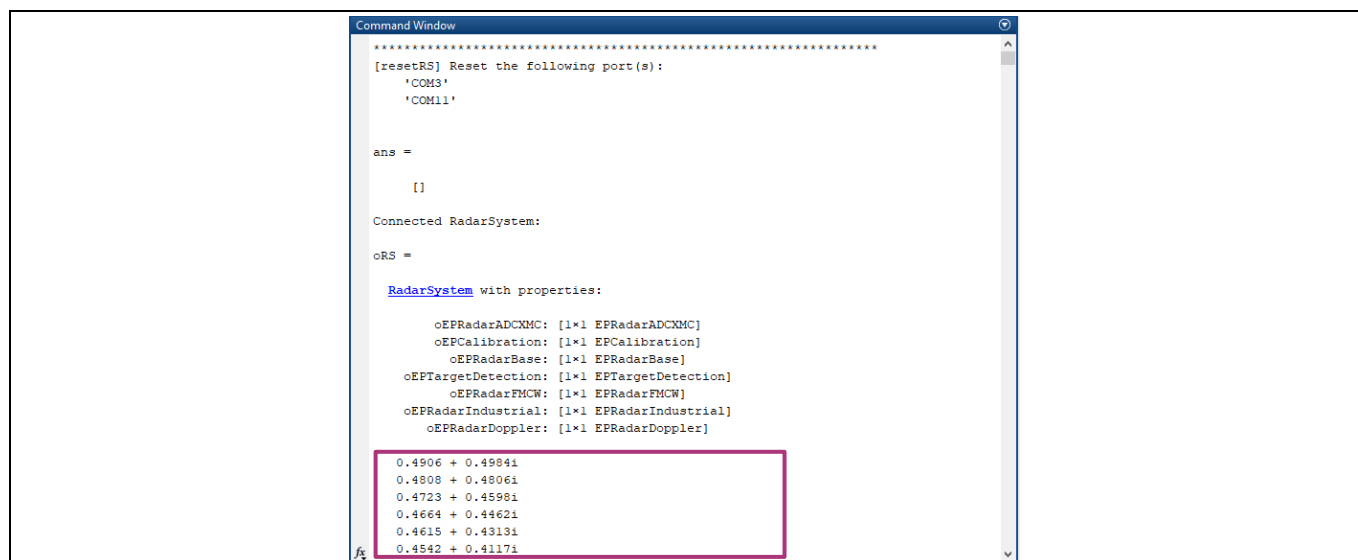 Command Window
******************************************************************
[resetRS] Reset the following port(s):
'COM3'
'COM11'
ans =
[]
Connected RadarSystem:
oRS =
RadarSystem with properties:
oEPRadarADCXMC: [1×1 EPRadarADCXMC]
oEPCalibration: [1×1 EPCalibration]
oEPRadarBase: [1×1 EPRadarBase]
oEPTargetDetection: [1×1 EPTargetDetection]
oEPRadarFMCW: [1×1 EPRadarFMCW]
oEPRadarIndustrial: [1×1 EPRadarIndustrial]
oEPRadarDoppler: [1×1 EPRadarDoppler]
0.4906 + 0.4984i
0.4808 + 0.4806i
0.4723 + 0.4598i
0.4664 + 0.4462i
0.4615 + 0.4313i
fx 0.4542 + 0.4117i